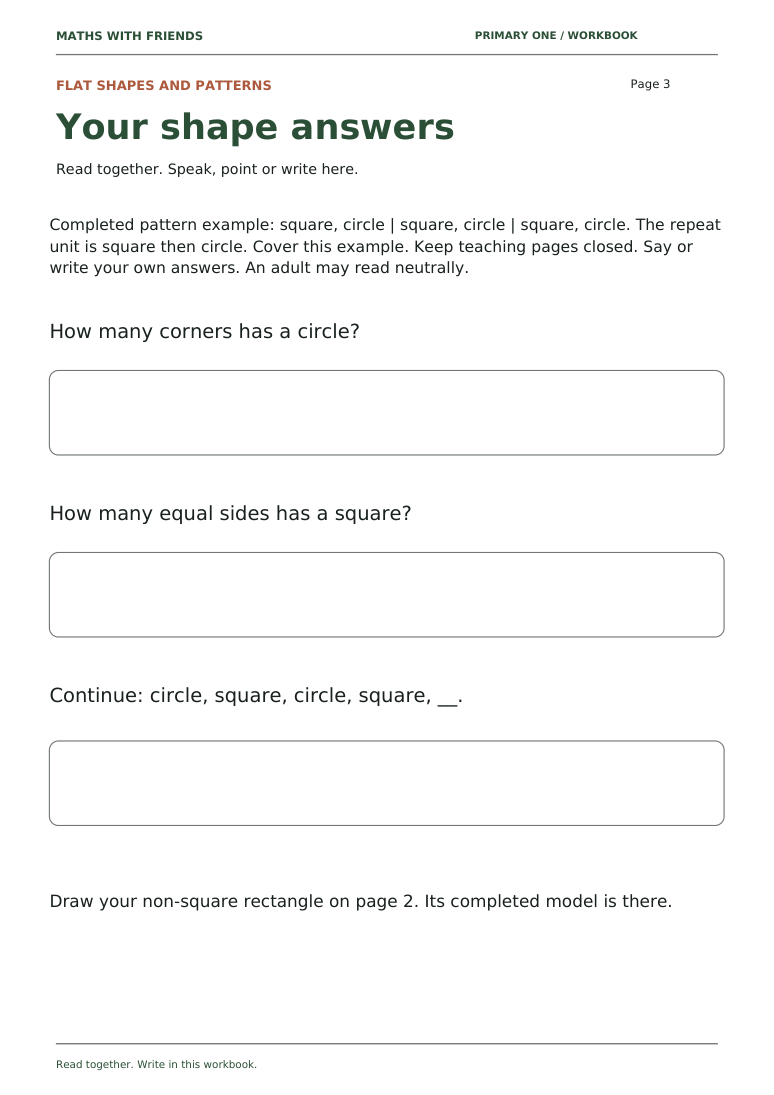 MATHS WITH FRIENDS
PRIMARY ONE / WORKBOOK
FLAT SHAPES AND PATTERNS
Page 3
Your shape answers
Read together. Speak, point or write here.
Completed pattern example: square, circle | square, circle | square, circle. The repeat
unit is square then circle. Cover this example. Keep teaching pages closed. Say or
write your own answers. An adult may read neutrally.
How many corners has a circle?
How many equal sides has a square?
Continue: circle, square, circle, square, __.
Draw your non-square rectangle on page 2. Its completed model is there.
Read together. Write in this workbook.